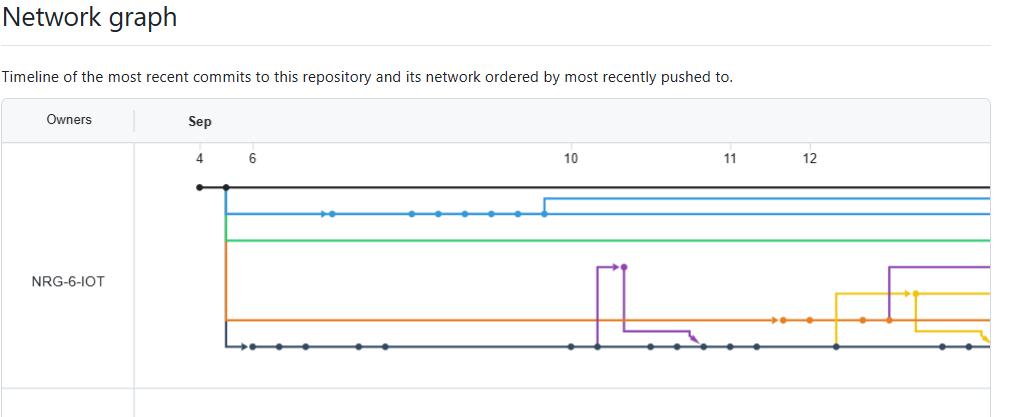 Network graph
Timeline of the most recent commits to this repository and its network ordered by most recently pushed to.
Owners
Sep
4 6 10 11 12
NRG-6-IOT